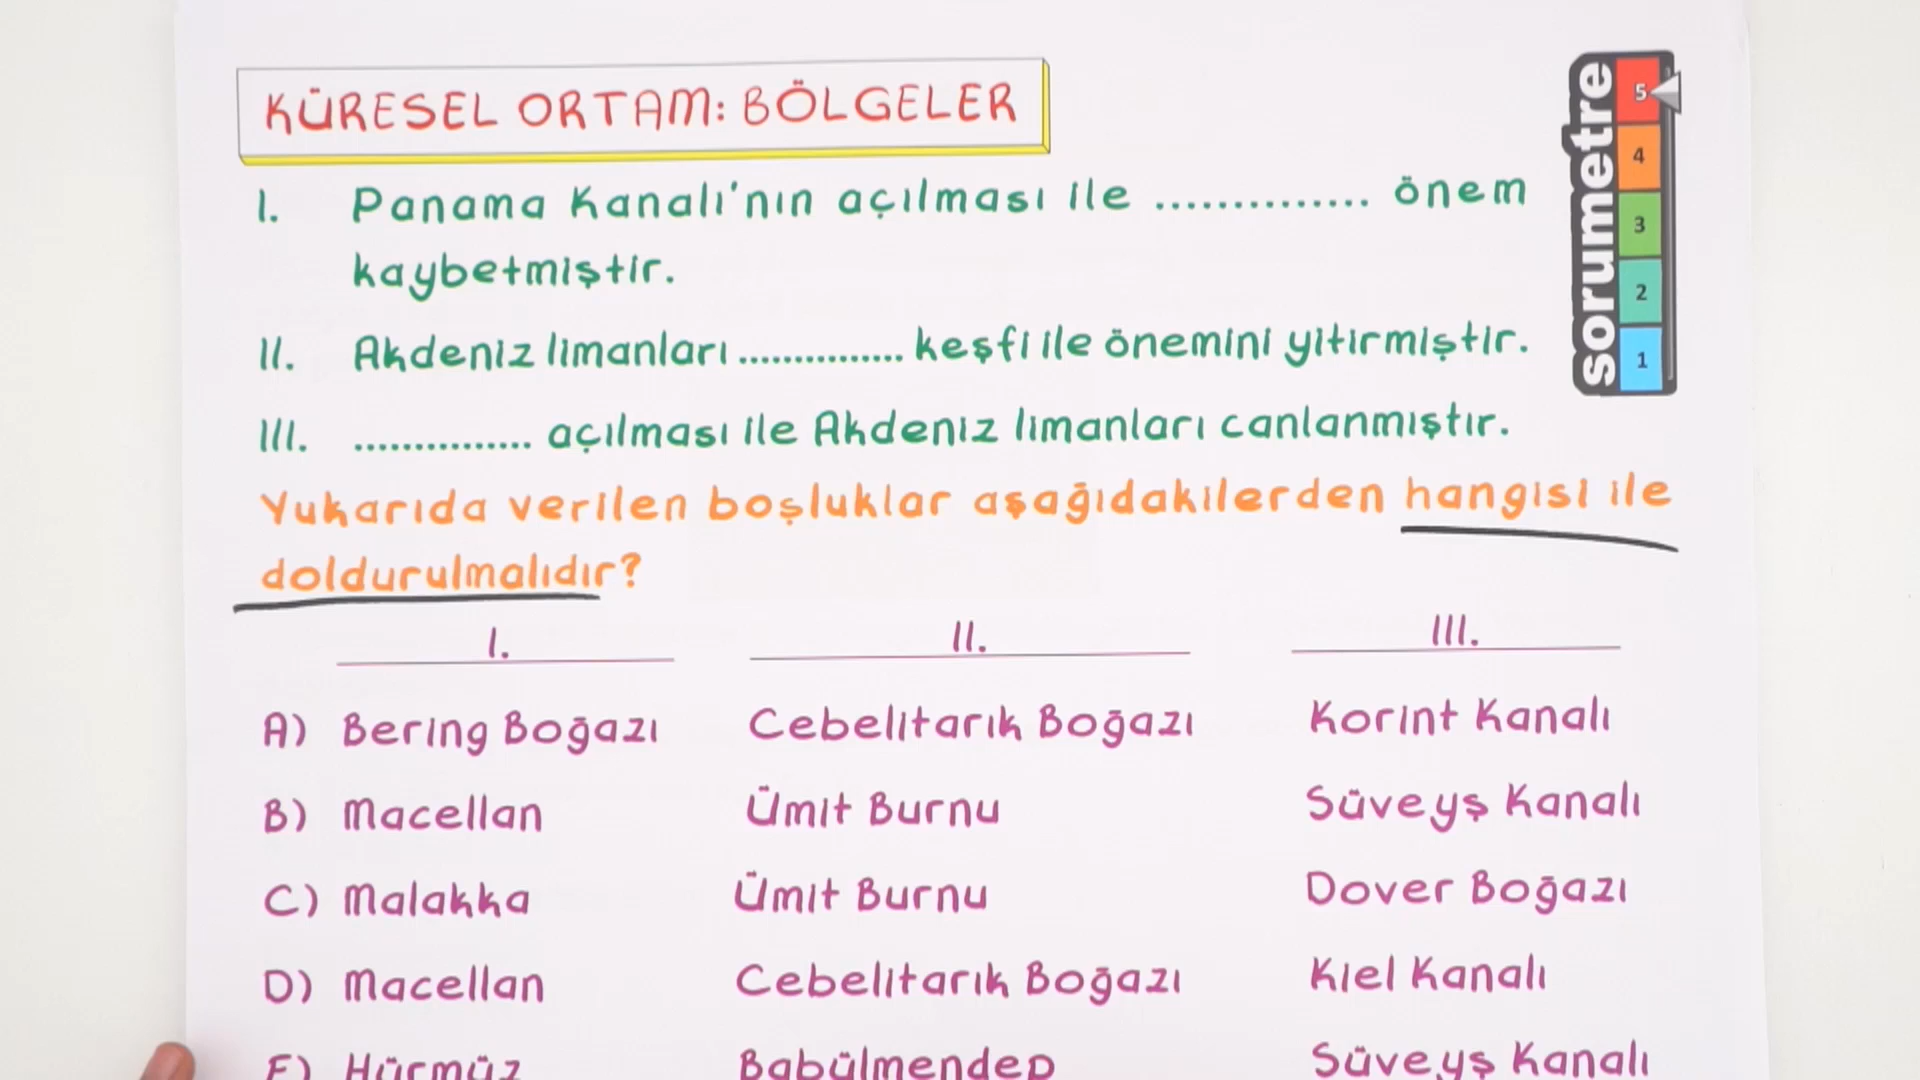 KÜRESEL ORTAM: BÖLGELER
I. Panama Kanalı'nın açılması ile .............. önem
kaybetmiştir.
II. Akdeniz limanları ............... keşfi ile önemini yitirmiştir.
III. ............... açılması ile Akdeniz limanları canlanmıştır.
Yukarıda verilen boşluklar aşağıdakilerden hangisi ile
doldurulmalıdır?
I. II. III.
A) Bering Boğazı Cebelitarık Boğazı Korint Kanalı
B) Macellan Ümit Burnu Süveyş Kanalı
C) Malakka Ümit Burnu Dover Boğazı
D) Macellan Cebelitarık Boğazı Kiel Kanalı
E) Hürmüz Babülmendep Süveyş Kanalı
sorumetre
5
4
3
2
1